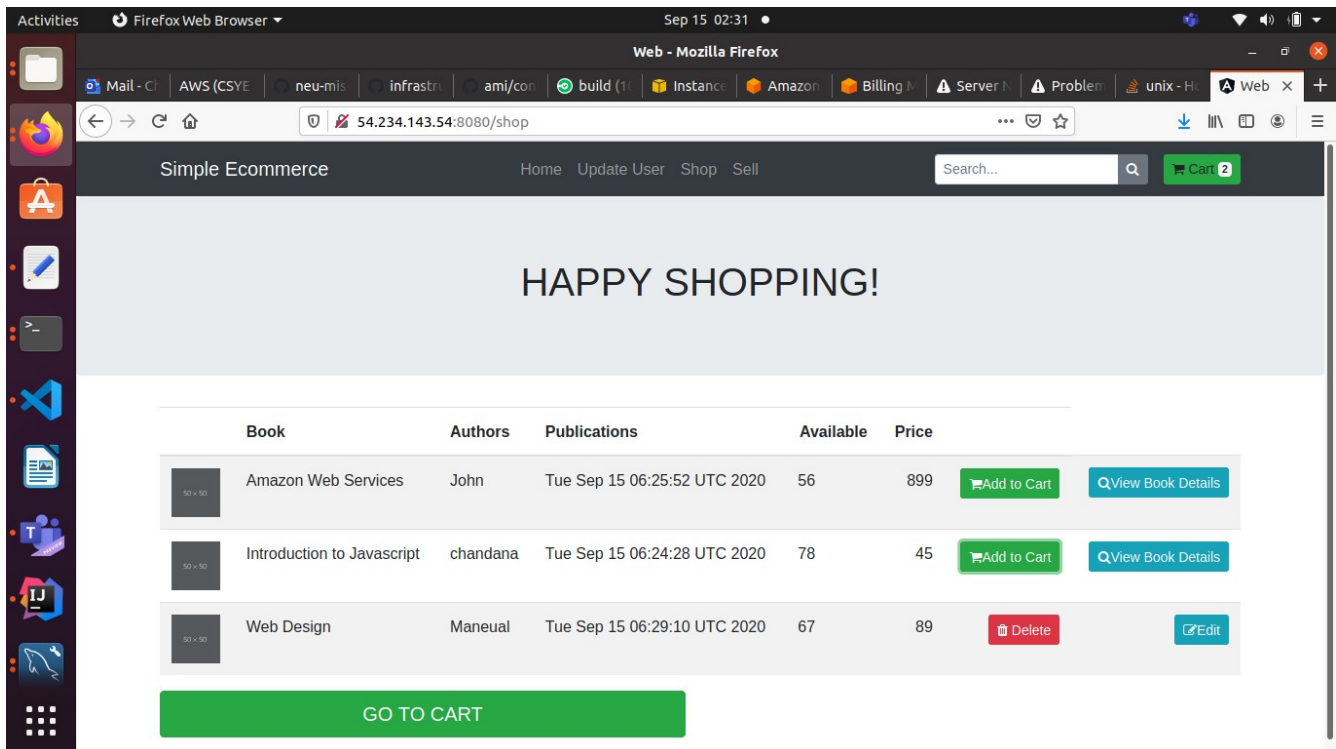 Activities Firefox Web Browser Sep 15 02:31
Web - Mozilla Firefox
Mail - Ch AWS (CSYE neu-mis infrastru ami/con build (1 Instance Amazon Billing M Server N Problem unix - Ho Web
54.234.143.54:8080/shop
Simple Ecommerce Home Update User Shop Sell Search... Cart 2
HAPPY SHOPPING!
Book Authors Publications Available Price
50 x 50 Amazon Web Services John Tue Sep 15 06:25:52 UTC 2020 56 899 Add to Cart View Book Details
50 x 50 Introduction to Javascript chandana Tue Sep 15 06:24:28 UTC 2020 78 45 Add to Cart View Book Details
50 x 50 Web Design Maneual Tue Sep 15 06:29:10 UTC 2020 67 89 Delete Edit
GO TO CART